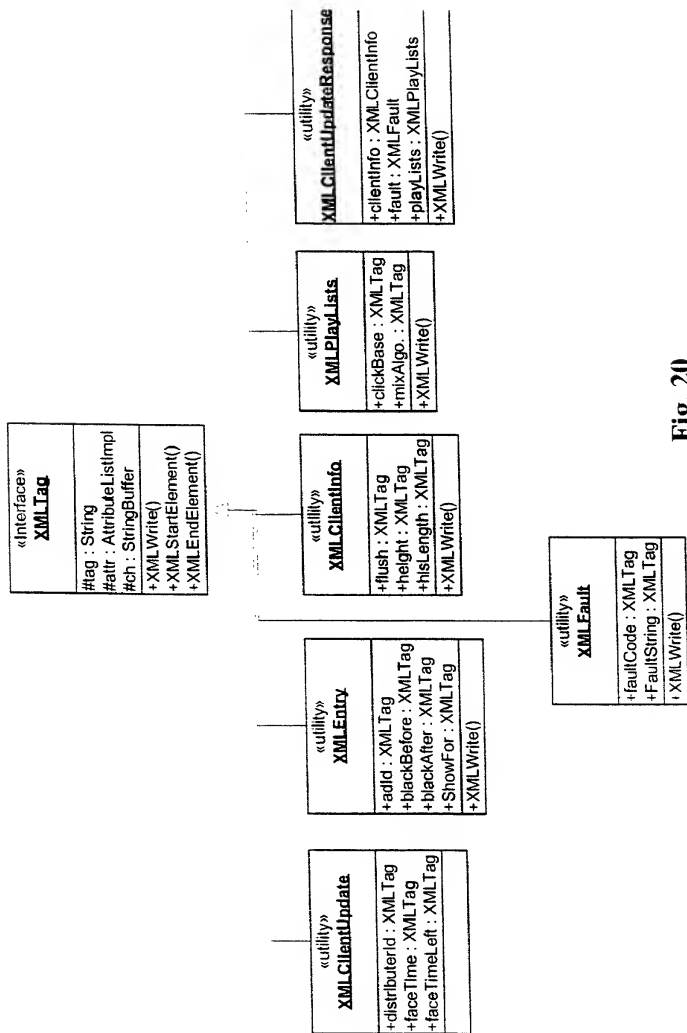 «Interface»
XMLTag
#tag : String
#attr : AttributeListImpl
#ch : StringBuffer
+XMLWrite()
+XMLStartElement()
+XMLEndElement()
«utility»
XMLClientUpdate
+distributerId : XMLTag
+faceTime : XMLTag
+faceTimeLeft : XMLTag
«utility»
XMLEntry
+adId : XMLTag
+blackBefore : XMLTag
+blackAfter : XMLTag
+ShowFor : XMLTag
+XMLWrite()
«utility»
XMLClientInfo
+flush : XMLTag
+height : XMLTag
+hisLength : XMLTag
+XMLWrite()
«utility»
XMLPlayLists
+clickBase : XMLTag
+mixAlgo. : XMLTag
+XMLWrite()
«utility»
XMLClientUpdateResponse
+clientInfo : XMLClientInfo
+fault : XMLFault
+playLists : XMLPlayLists
+XMLWrite()
«utility»
XMLFault
+faultCode : XMLTag
+FaultString : XMLTag
+XMLWrite()
Fig. 20